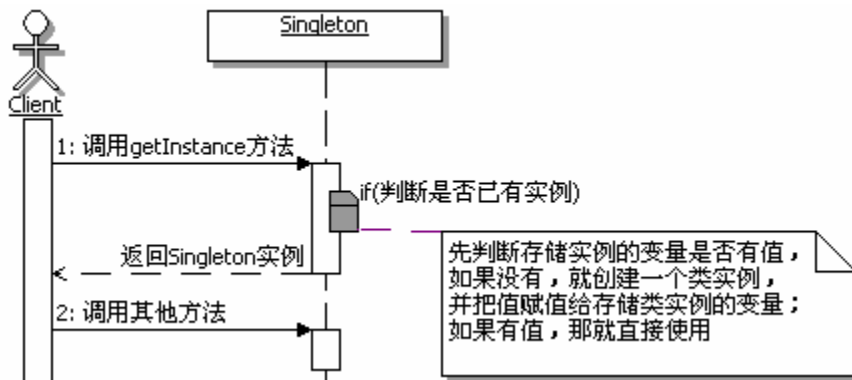 Singleton
Client
1: 调用getInstance方法
if(判断是否已有实例)
返回Singleton实例
先判断存储实例的变量是否有值，
如果没有，就创建一个类实例，
并把值赋值给存储类实例的变量；
如果有值，那就直接使用
2: 调用其他方法